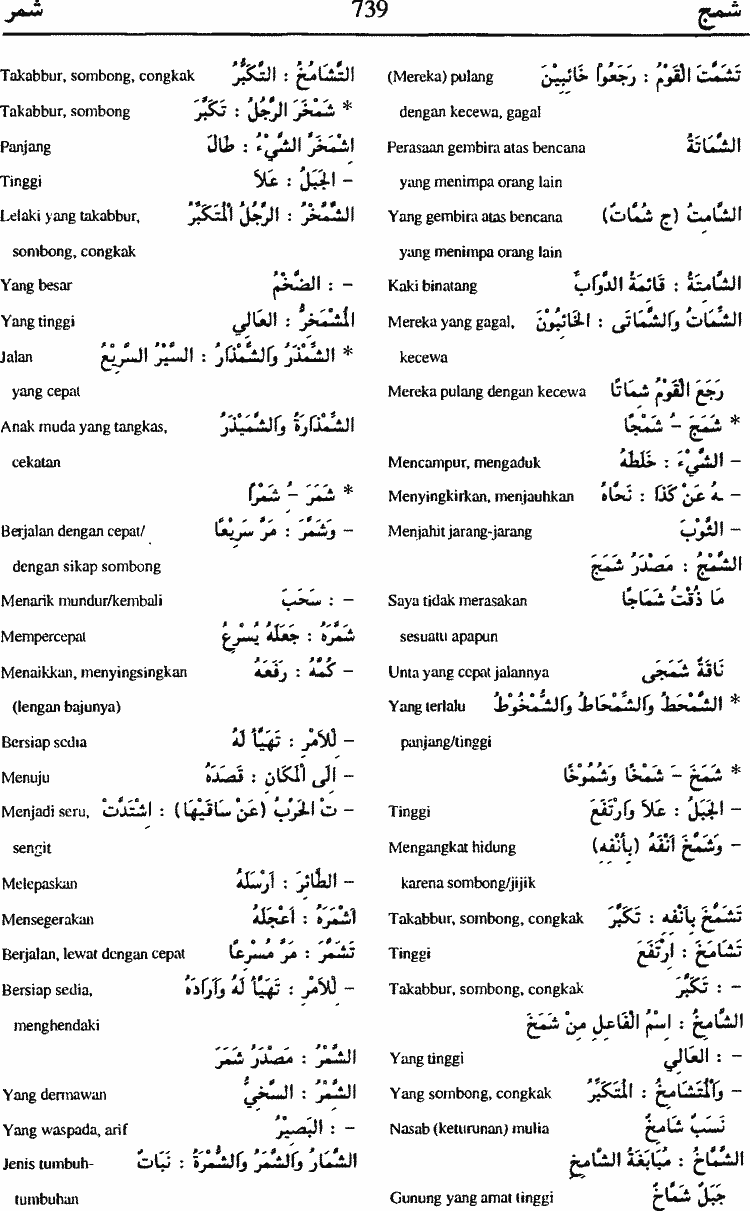 شمج 739 شمر
تَشَمَّتَ الْقَوْمُ : رَجَعُوا خَائِبِيْنَ (Mereka) pulang
dengan kecewa, gagal
الشَّمَاتَةُ Perasaan gembira atas bencana
yang menimpa orang lain
الشَّامِتُ (ج شُمَّاتٌ) Yang gembira atas bencana
yang menimpa orang lain
الشَّامِتَةُ : قَائِمَةُ الدَّوَابِّ Kaki binatang
الشِّمَاتُ وَالشَّمَاتَى : الْخَائِبُوْنَ Mereka yang gagal,
kecewa
رَجَعَ الْقَوْمُ شِمَاتًا Mereka pulang dengan kecewa
* شَمَجَ - ُ شَمْجًا
- الشَّيْءَ : خَلَطَهُ Mencampur, mengaduk
- ـهُ عَنْ كَذَا : نَحَّاهُ Menyingkirkan, menjauhkan
- الثَّوْبَ Menjahit jarang-jarang
الشَّمْجُ : مَصْدَرُ شَمَجَ
مَا ذُقْتُ شَمَاجًا Saya tidak merasakan
sesuatu apapun
نَاقَةٌ شَمَجَى Unta yang cepat jalannya
* الشَّمْحَطُ وَالشِّمْحَاطُ وَالشُّمْحُوْطُ Yang terlalu
panjang/tinggi
* شَمَخَ - َ شَمْخًا وَشُمُوْخًا
- الْجَبَلُ : عَلاَ وَارْتَفَعَ Tinggi
- وَشَمَّخَ اَنْفَهُ (بِأَنْفِهِ) Mengangkat hidung
karena sombong/jijik
تَشَمَّخَ بِأَنْفِهِ : تَكَبَّرَ Takabbur, sombong, congkak
تَشَامَخَ : اِرْتَفَعَ Tinggi
- : تَكَبَّرَ Takabbur, sombong, congkak
الشَّامِخُ : اِسْمُ الْفَاعِلِ مِنْ شَمَخَ
- : الْعَالِي Yang tinggi
- وَالْمُتَشَامِخُ : الْمُتَكَبِّرُ Yang sombong, congkak
نَسَبٌ شَامِخٌ Nasab (keturunan) mulia
الشَّمَّاخُ : مُبَالَغَةُ الشَّامِخِ
جَبَلٌ شَمَّاخٌ Gunung yang amat tinggi
التَّشَامُخُ : التَّكَبُّرُ Takabbur, sombong, congkak
* شَمْخَرَ الرَّجُلُ : تَكَبَّرَ Takabbur, sombong
اشْمَخَرَّ الشَّيْءُ : طَالَ Panjang
- الْجَبَلُ : عَلاَ Tinggi
الشُّمَّخْرُ : الرَّجُلُ الْمُتَكَبِّرُ Lelaki yang takabbur,
sombong, congkak
- : الضَّخْمُ Yang besar
الْمُشْمَخِرُّ : الْعَالِي Yang tinggi
* الشَّمْذَرُ وَالشَّمْذَارُ : السَّيْرُ السَّرِيْعُ Jalan
yang cepat
الشِّمْذَارَةُ وَالشَّمَيْذَرُ Anak muda yang tangkas,
cekatan
* شَمَرَ - ُ شَمْرًا
- وَشَمَّرَ : مَرَّ سَرِيْعًا Berjalan dengan cepat/
dengan sikap sombong
- : سَحَبَ Menarik mundur/kembali
شَمَّرَهُ : جَعَلَهُ يُسْرِعُ Mempercepat
- كُمَّهُ : رَفَعَهُ Menaikkan, menyingsingkan
(lengan bajunya)
- لِلْاَمْرِ : تَهَيَّأَ لَهُ Bersiap sedia
- اِلَى الْمَكَانِ : قَصَدَهُ Menuju
- تِ الْحَرْبُ (عَنْ سَاقَيْهَا) : اِشْتَدَّتْ Menjadi seru,
sengit
- الطَّائِرَ : اَرْسَلَهُ Melepaskan
اَشْمَرَهُ : اَعْجَلَهُ Mensegerakan
تَشَمَّرَ : مَرَّ مُسْرِعًا Berjalan, lewat dengan cepat
- لِلْاَمْرِ : تَهَيَّأَ لَهُ وَاَرَادَهُ Bersiap sedia,
menghendaki
الشَّمْرُ : مَصْدَرُ شَمَرَ
الشِّمْرُ : السَّخِيُّ Yang dermawan
- : الْبَصِيْرُ Yang waspada, arif
الشَّمَارُ وَالشَّمَرُ وَالشُّمْرَةُ : نَبَاتٌ Jenis tumbuh-
tumbuhan